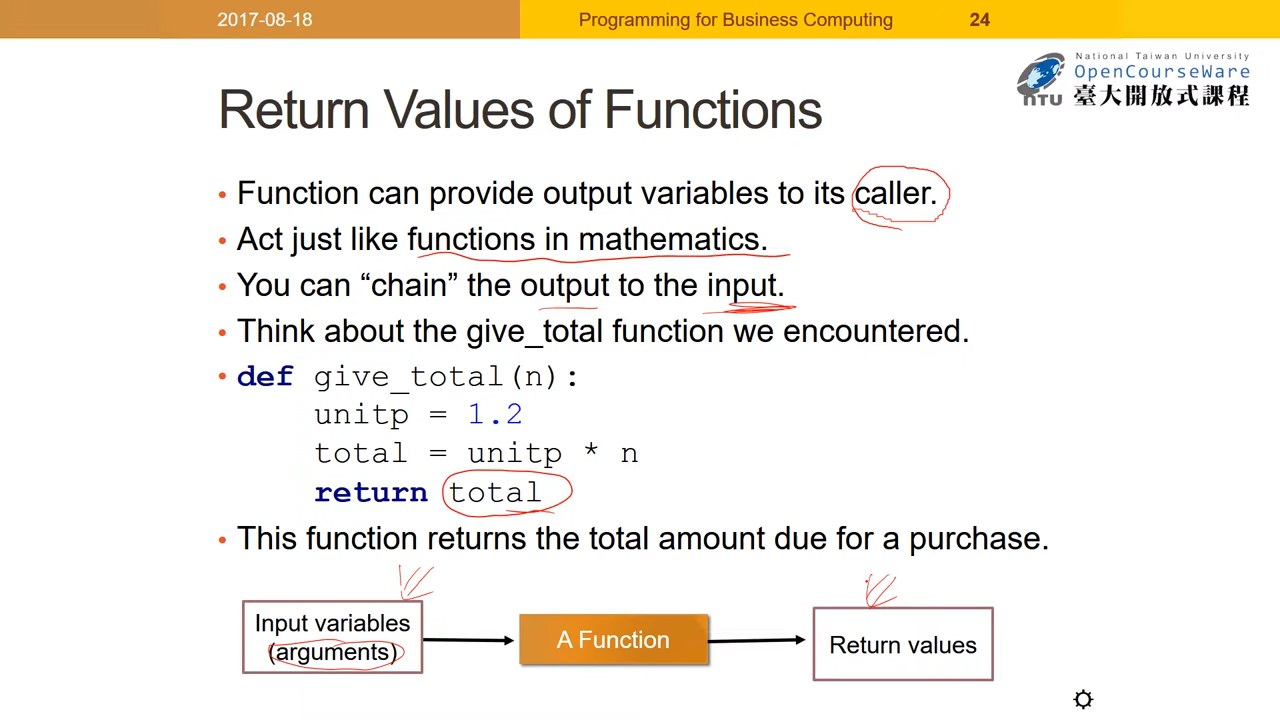 2017-08-18
Programming for Business Computing
24
National Taiwan University
OpenCourseWare
臺大開放式課程
NTU
Return Values of Functions
• Function can provide output variables to its caller.
• Act just like functions in mathematics.
• You can “chain” the output to the input.
• Think about the give_total function we encountered.
• def give_total(n):
unitp = 1.2
total = unitp * n
return total
• This function returns the total amount due for a purchase.
Input variables
(arguments)
A Function
Return values